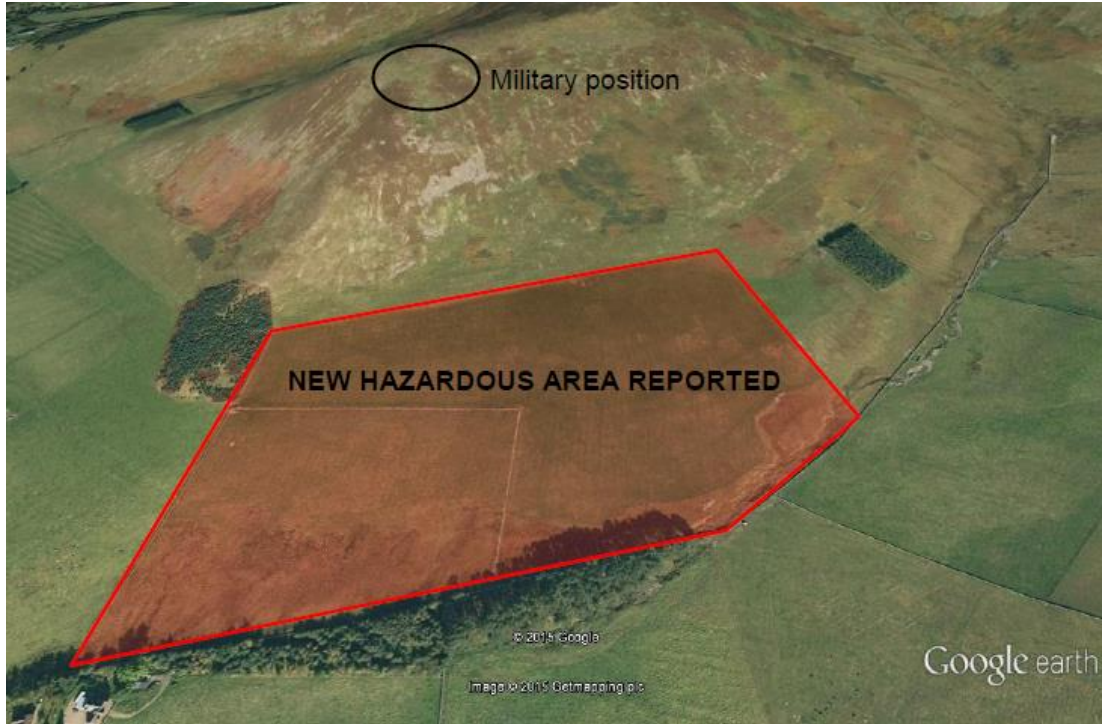 Military position
NEW HAZARDOUS AREA REPORTED
© 2015 Google
Image © 2015 Getmapping plc
Google earth